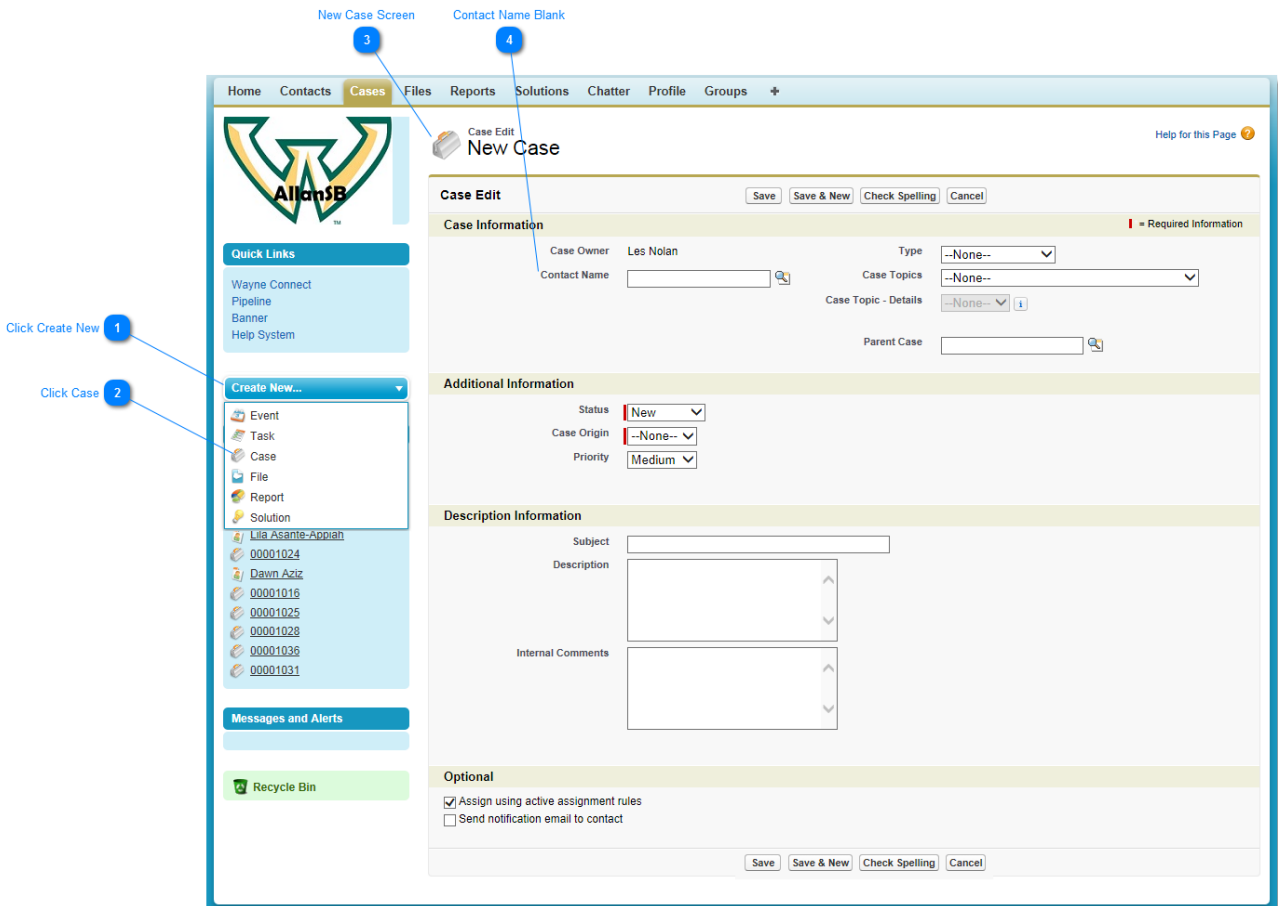 New Case Screen
Contact Name Blank
3
4
Home Contacts Cases Files Reports Solutions Chatter Profile Groups +
AllanSB
TM
Case Edit
New Case
Help for this Page ?
Case Edit
Save Save & New Check Spelling Cancel
Case Information
= Required Information
Case Owner Les Nolan
Type --None--
Contact Name
Case Topics --None--
Case Topic - Details --None-- i
Parent Case
Quick Links
Wayne Connect
Pipeline
Banner
Help System
Click Create New 1
Click Case 2
Create New...
Event
Task
Case
File
Report
Solution
Lila Asante-Appiah
00001024
Dawn Aziz
00001016
00001025
00001028
00001036
00001031
Messages and Alerts
Recycle Bin
Additional Information
Status New
Case Origin --None--
Priority Medium
Description Information
Subject
Description
Internal Comments
Optional
Assign using active assignment rules
Send notification email to contact
Save Save & New Check Spelling Cancel